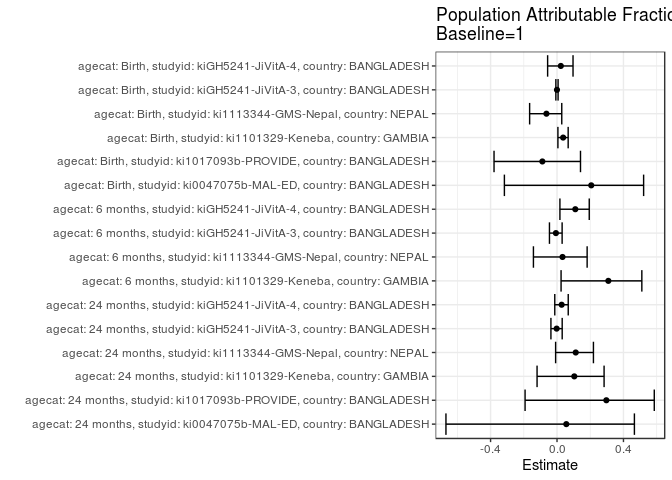 Population Attributable Fractio
Baseline=1
agecat: Birth, studyid: kiGH5241-JiVitA-4, country: BANGLADESH
agecat: Birth, studyid: kiGH5241-JiVitA-3, country: BANGLADESH
agecat: Birth, studyid: ki1113344-GMS-Nepal, country: NEPAL
agecat: Birth, studyid: ki1101329-Keneba, country: GAMBIA
agecat: Birth, studyid: ki1017093b-PROVIDE, country: BANGLADESH
agecat: Birth, studyid: ki0047075b-MAL-ED, country: BANGLADESH
agecat: 6 months, studyid: kiGH5241-JiVitA-4, country: BANGLADESH
agecat: 6 months, studyid: kiGH5241-JiVitA-3, country: BANGLADESH
agecat: 6 months, studyid: ki1113344-GMS-Nepal, country: NEPAL
agecat: 6 months, studyid: ki1101329-Keneba, country: GAMBIA
agecat: 24 months, studyid: kiGH5241-JiVitA-4, country: BANGLADESH
agecat: 24 months, studyid: kiGH5241-JiVitA-3, country: BANGLADESH
agecat: 24 months, studyid: ki1113344-GMS-Nepal, country: NEPAL
agecat: 24 months, studyid: ki1101329-Keneba, country: GAMBIA
agecat: 24 months, studyid: ki1017093b-PROVIDE, country: BANGLADESH
agecat: 24 months, studyid: ki0047075b-MAL-ED, country: BANGLADESH
-0.4 0.0 0.4
Estimate